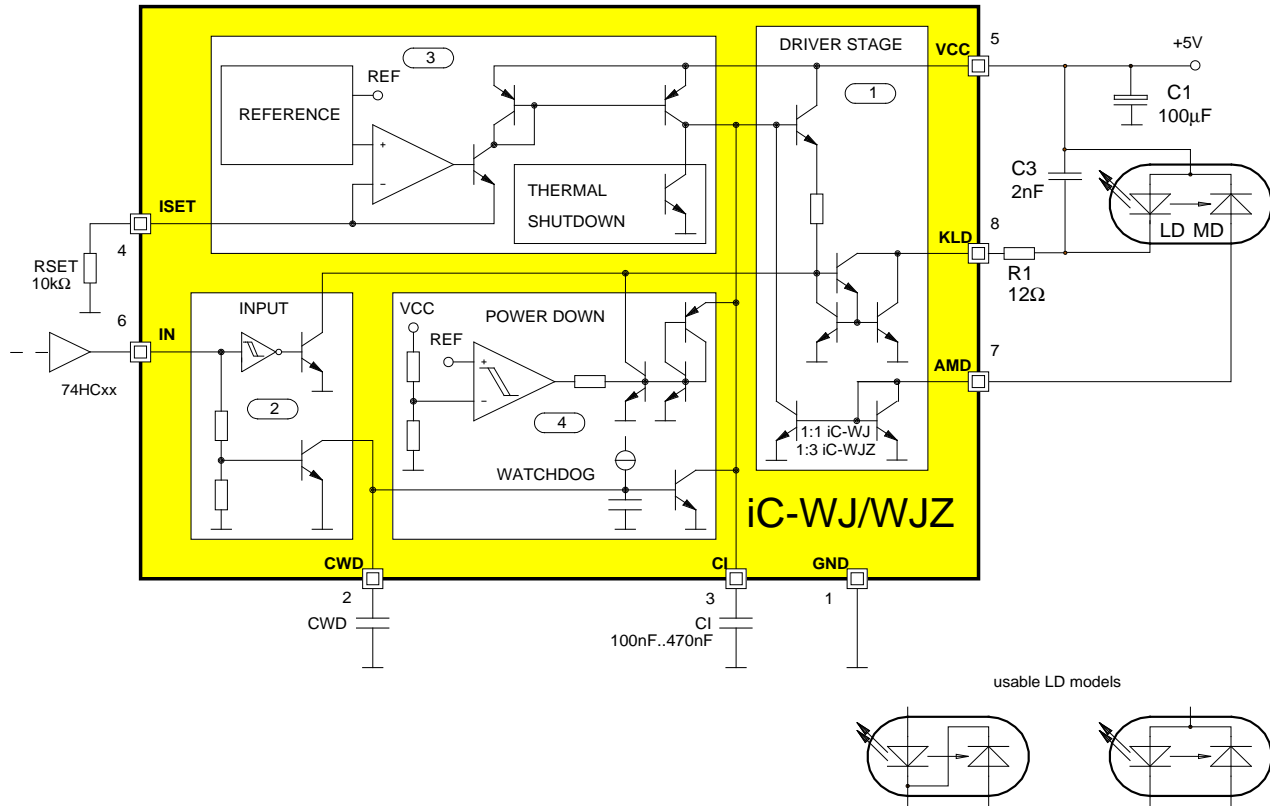 DRIVER STAGE
VCC
5
+5V
3
REF
1
C1
100µF
REFERENCE
+
−
C3
2nF
THERMAL
SHUTDOWN
LD MD
ISET
KLD
8
4
RSET
10kΩ
R1
12Ω
6
INPUT
VCC
POWER DOWN
IN
REF
+
7
AMD
74HCxx
−
2
4
1:1 iC-WJ
1:3 iC-WJZ
WATCHDOG
iC-WJ/WJZ
CWD
CI
GND
2
3
1
CWD
CI
100nF..470nF
usable LD models